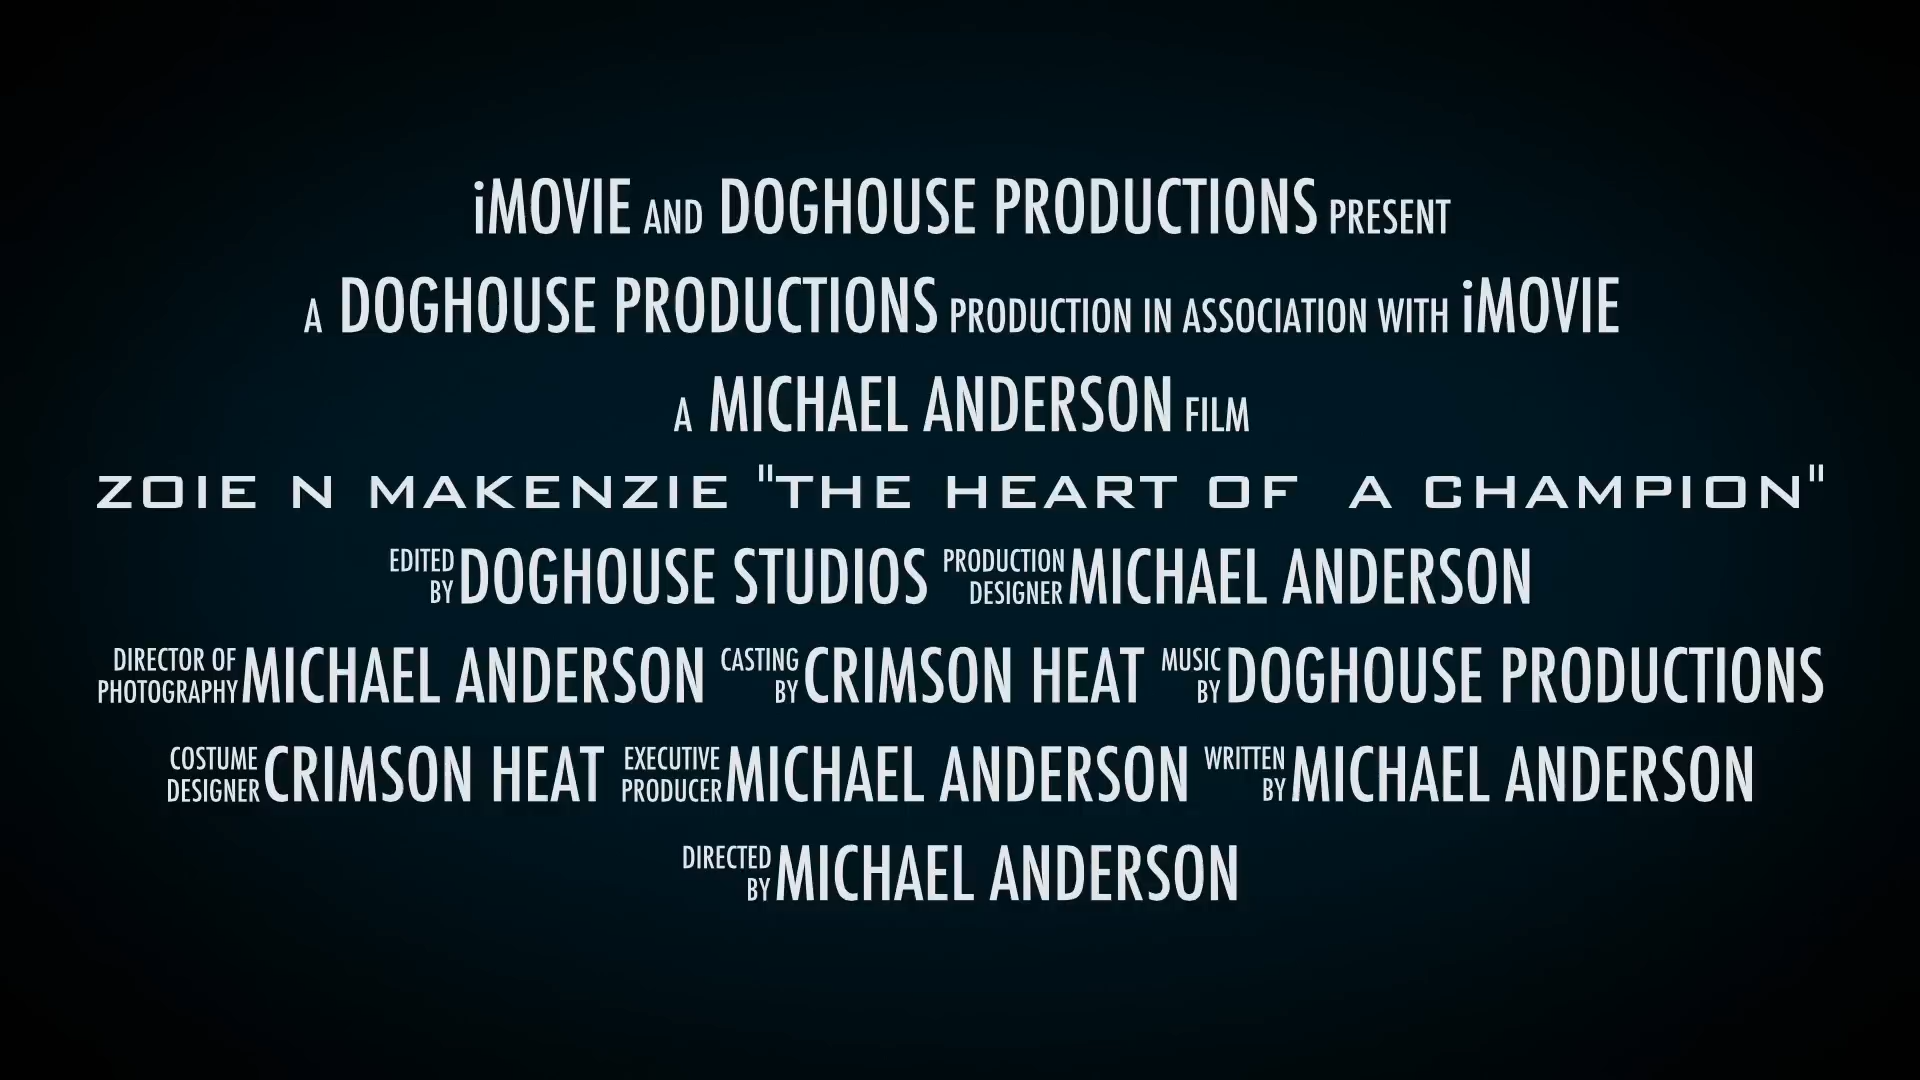 iMOVIE AND DOGHOUSE PRODUCTIONS PRESENT
A DOGHOUSE PRODUCTIONS PRODUCTION IN ASSOCIATION WITH iMOVIE
A MICHAEL ANDERSON FILM
ZOIE N MAKENZIE "THE HEART OF A CHAMPION"
EDITED BY DOGHOUSE STUDIOS PRODUCTION DESIGNER MICHAEL ANDERSON
DIRECTOR OF PHOTOGRAPHY MICHAEL ANDERSON CASTING BY CRIMSON HEAT MUSIC BY DOGHOUSE PRODUCTIONS
COSTUME DESIGNER CRIMSON HEAT EXECUTIVE PRODUCER MICHAEL ANDERSON WRITTEN BY MICHAEL ANDERSON
DIRECTED BY MICHAEL ANDERSON